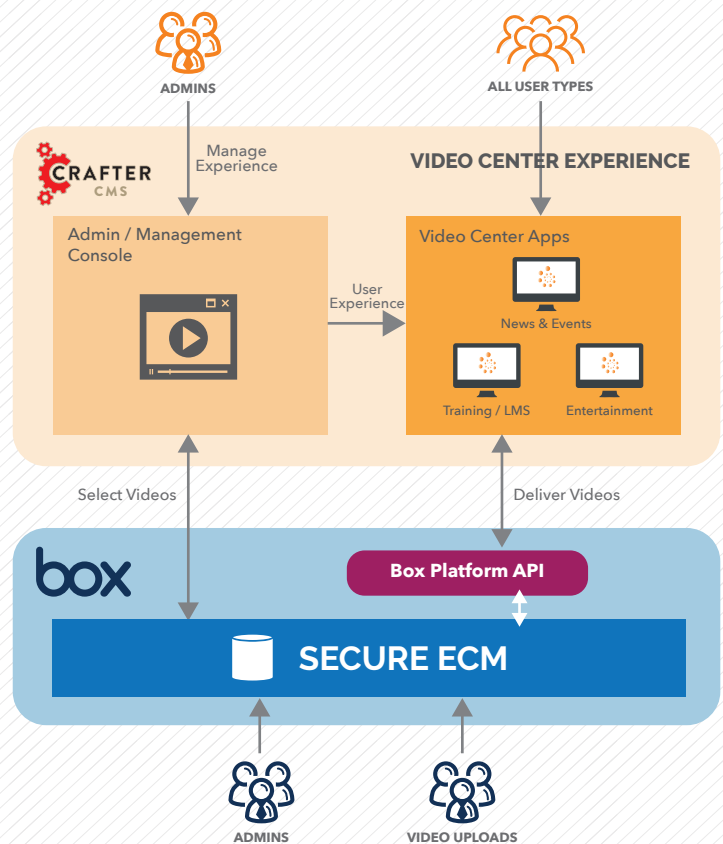 ADMINS
ALL USER TYPES
CRAFTER
CMS
Manage
Experience
VIDEO CENTER EXPERIENCE
Admin / Management
Console
Video Center Apps
News & Events
User
Experience
Training / LMS
Entertainment
Select Videos
Deliver Videos
box
Box Platform API
SECURE ECM
ADMINS
VIDEO UPLOADS